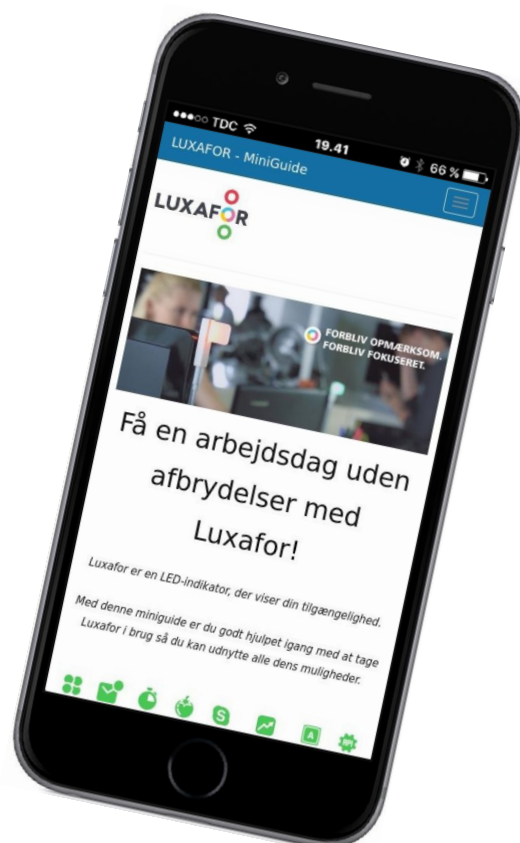 TDC
19.41
66 %
LUXAFOR - MiniGuide
LUXAFOR
FORBLIV OPMÆRKSOM.
FORBLIV FOKUSERET.
Få en arbejdsdag uden
afbrydelser med
Luxafor!
Luxafor er en LED-indikator, der viser din tilgængelighed.
Med denne miniguide er du godt hjulpet igang med at tage
Luxafor i brug så du kan udnytte alle dens muligheder.
S
A
API